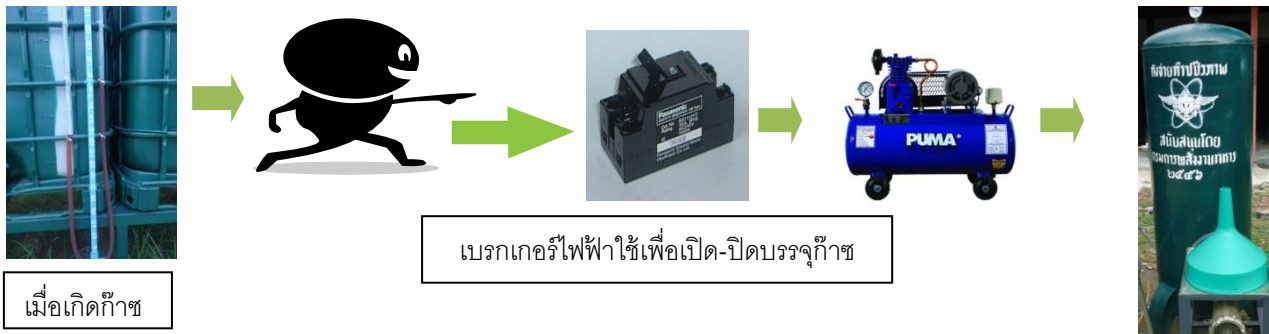 เมื่อเกิดก๊าซ
Panasonic
เบรกเกอร์ไฟฟ้าใช้เพื่อเปิด-ปิดบรรจุก๊าซ
PUMA
ถังจ่ายก๊าซชีวภาพ
สนับสนุนโดย
กรมการพลังงานทหาร
๒๕๕๖